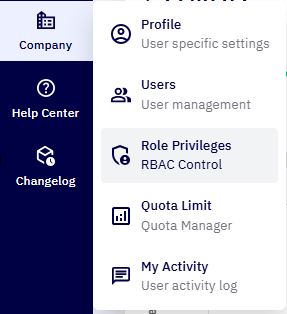 Company
Help Center
Changelog
Profile
User specific settings
Users
User management
Role Privileges
RBAC Control
Quota Limit
Quota Manager
My Activity
User activity log